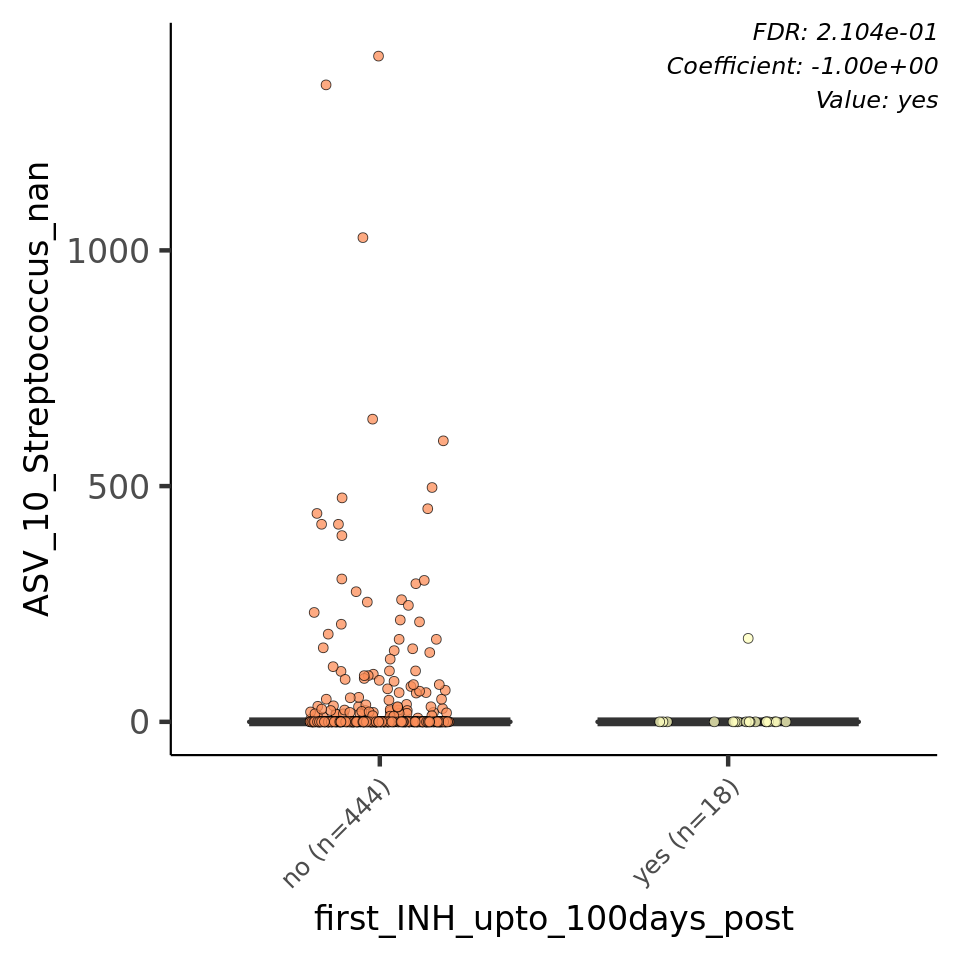 FDR: 2.104e-01
Coefficient: -1.00e+00
Value: yes
ASV_10_Streptococcus_nan
1000
500
0
no (n=444)
yes (n=18)
first_INH_upto_100days_post